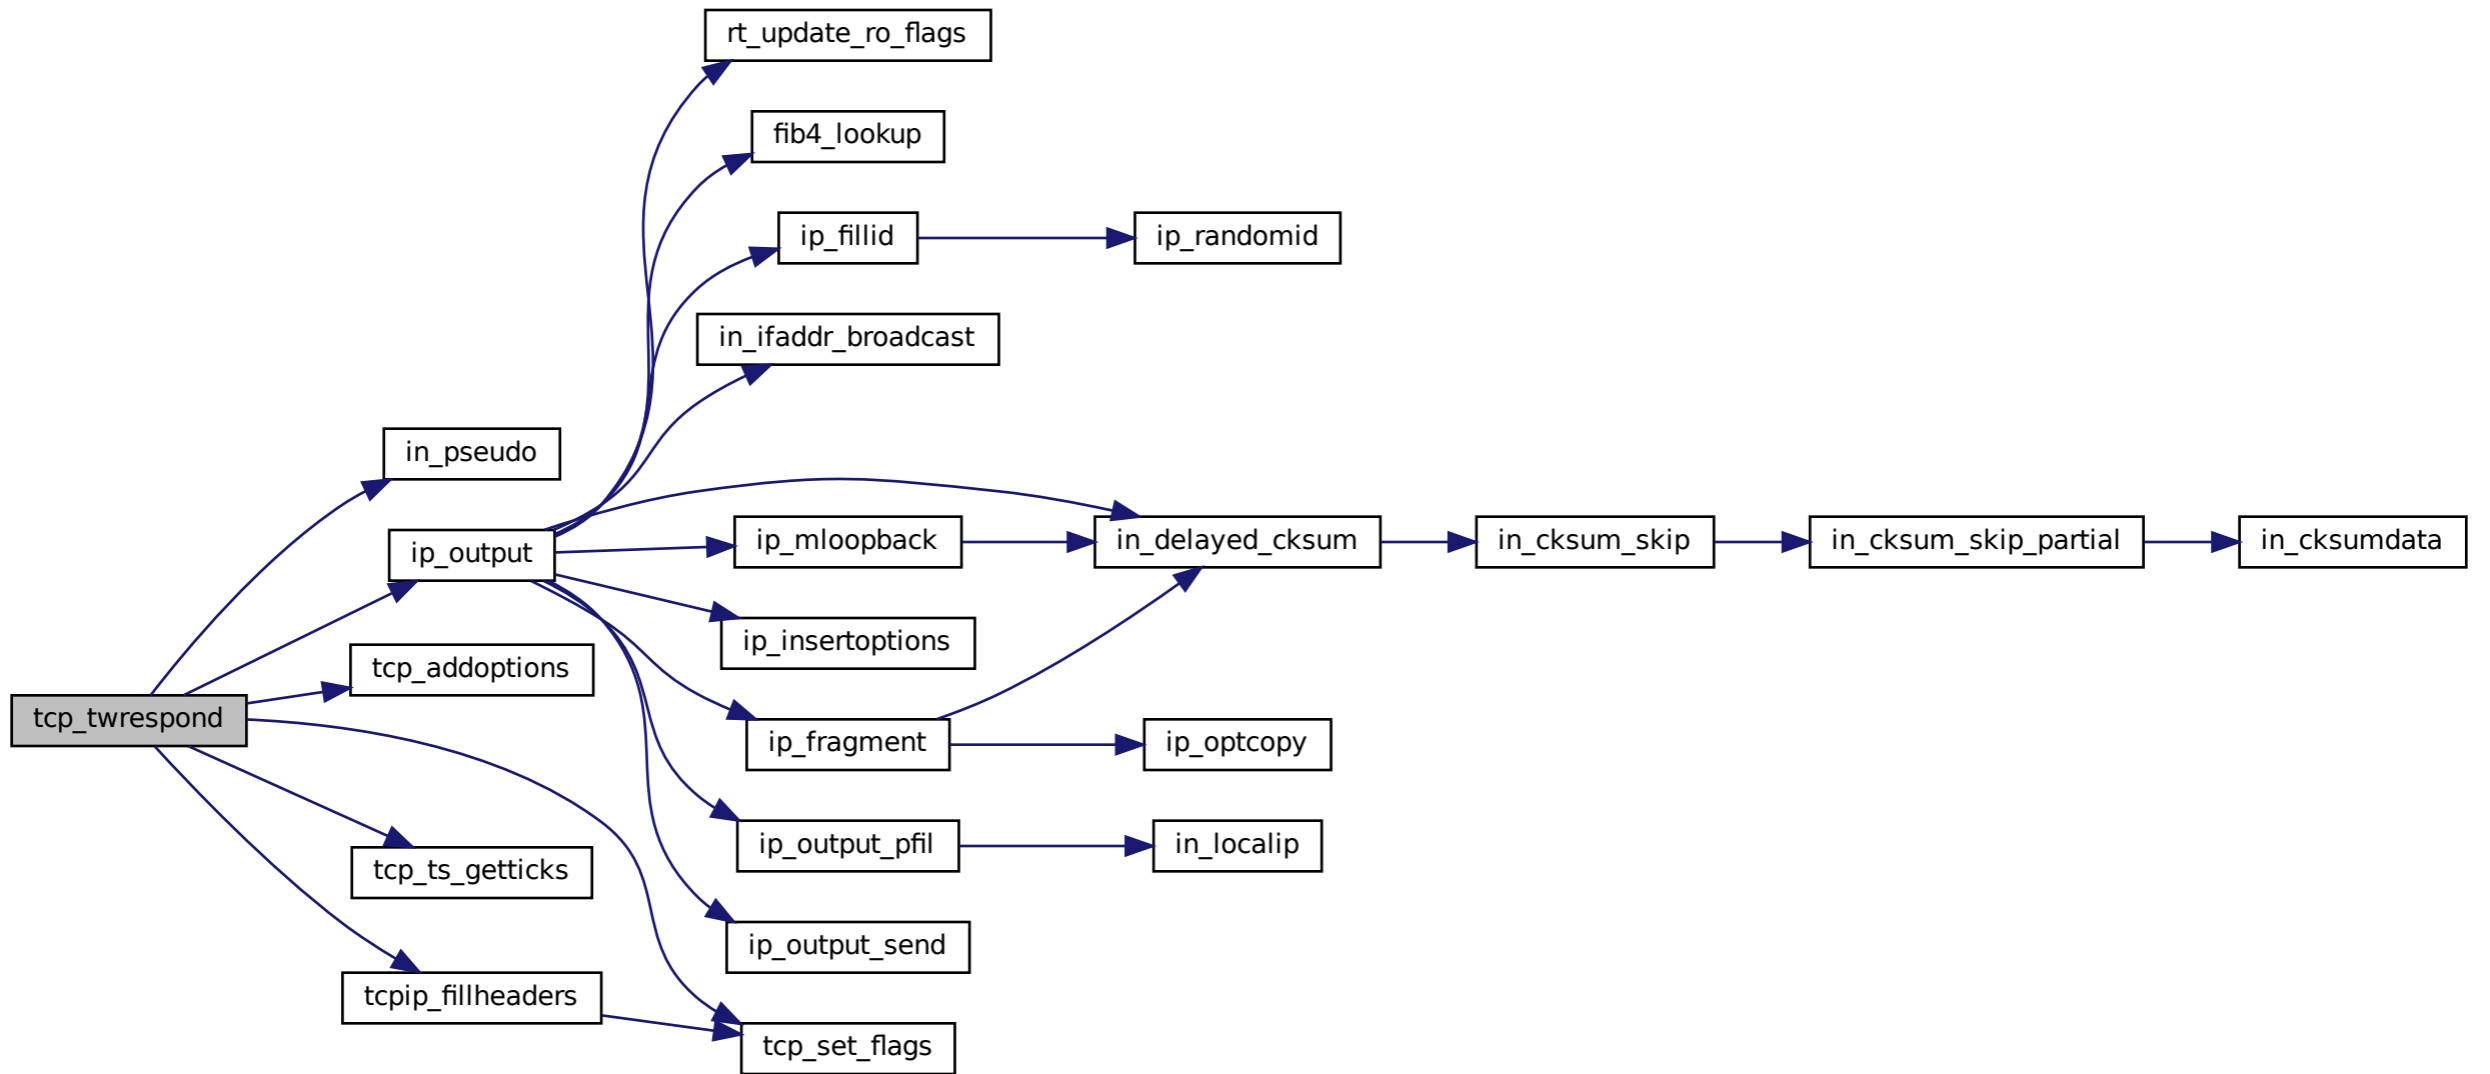 rt_update_ro_flags
fib4_lookup
ip_fillid
ip_randomid
in_ifaddr_broadcast
in_pseudo
ip_output
ip_mloopback
in_delayed_cksum
in_cksum_skip
in_cksum_skip_partial
in_cksumdata
ip_insertoptions
tcp_addoptions
tcp_twrespond
ip_fragment
ip_optcopy
ip_output_pfil
in_localip
tcp_ts_getticks
ip_output_send
tcpip_fillheaders
tcp_set_flags